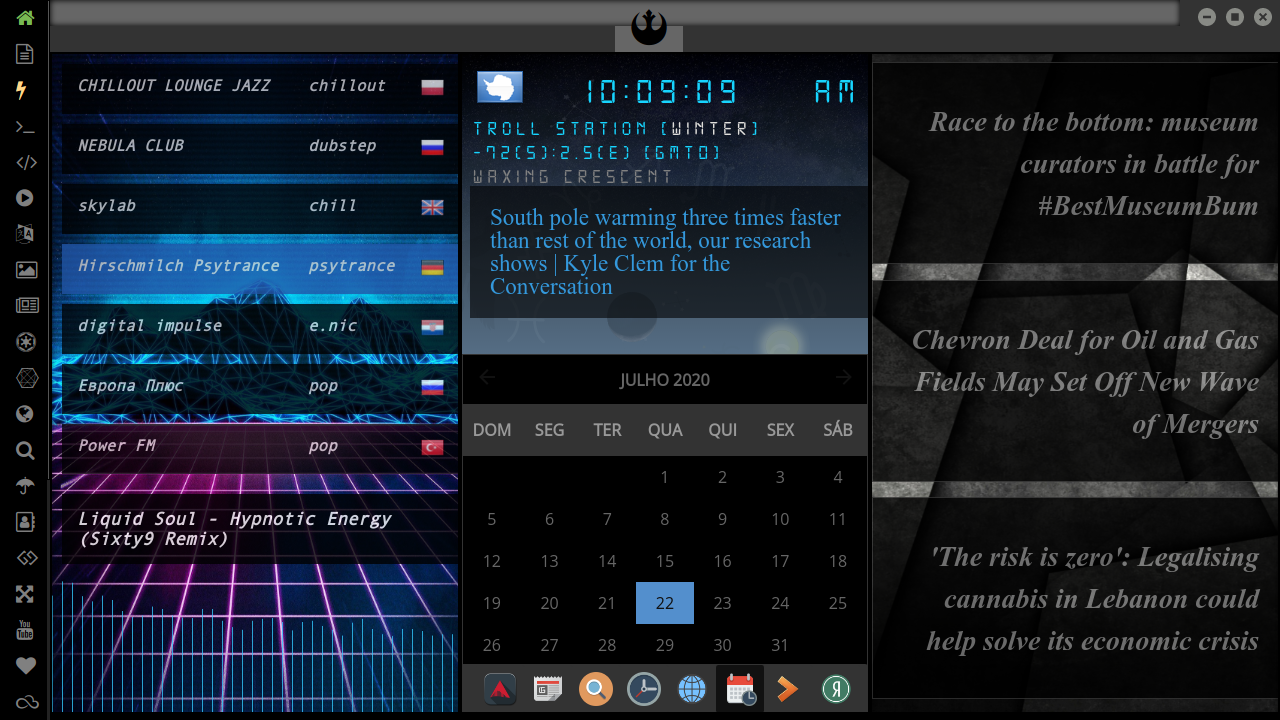 CHILLOUT LOUNGE JAZZ chillout
NEBULA CLUB dubstep
skylab chill
Hirschmilch Psytrance psytrance
digital impulse e.nic
Европа Плюс pop
Power FM pop
Liquid Soul - Hypnotic Energy
(Sixty9 Remix)
10:09:09 AM
TROLL STATION [WINTER]
-72(S):2.5(E) [GMT0]
WAXING CRESCENT
South pole warming three times faster
than rest of the world, our research
shows | Kyle Clem for the
Conversation
JULHO 2020
DOM SEG TER QUA QUI SEX SÁB
1 2 3 4
5 6 7 8 9 10 11
12 13 14 15 16 17 18
19 20 21 22 23 24 25
26 27 28 29 30 31
Race to the bottom: museum
curators in battle for
#BestMuseumBum
Chevron Deal for Oil and Gas
Fields May Set Off New Wave
of Mergers
'The risk is zero': Legalising
cannabis in Lebanon could
help solve its economic crisis
You
Tube
Я